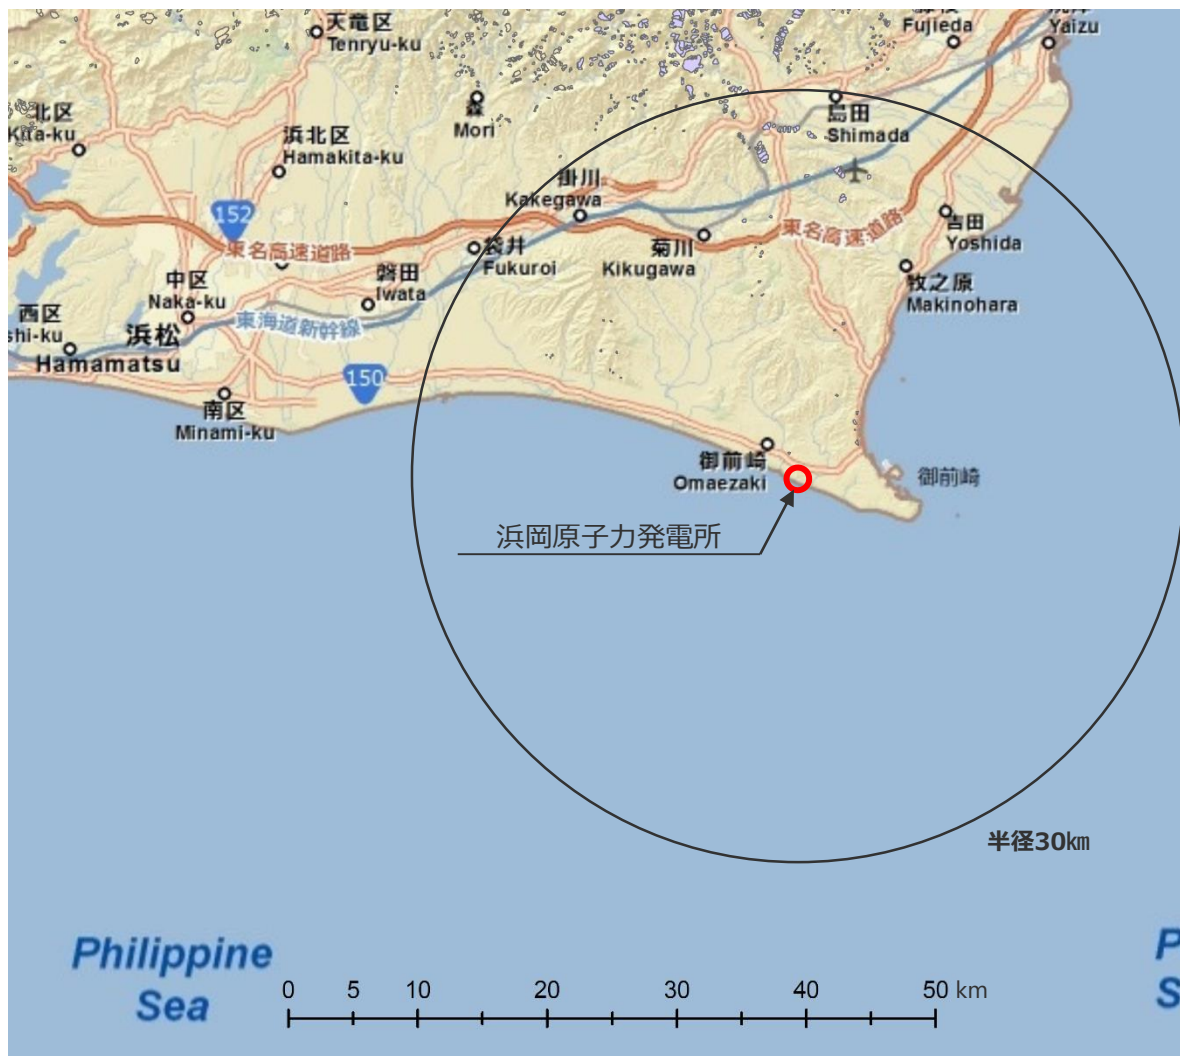 天竜区
Tenryu-ku
Fujieda
Yaizu
北区
Kita-ku
浜北区
Hamakita-ku
森
Mori
島田
Shimada
掛川
Kakegawa
152
東名高速道路
東名高速道路
吉田
Yoshida
袋井
Fukuroi
菊川
Kikugawa
中区
Naka-ku
磐田
Iwata
牧之原
Makinohara
西区
shi-ku
浜松
Hamamatsu
東海道新幹線
150
南区
Minami-ku
御前崎
Omaezaki
御前崎
浜岡原子力発電所
半径30㎞
Philippine
Sea
P
S
0 5 10 20 30 40 50 km